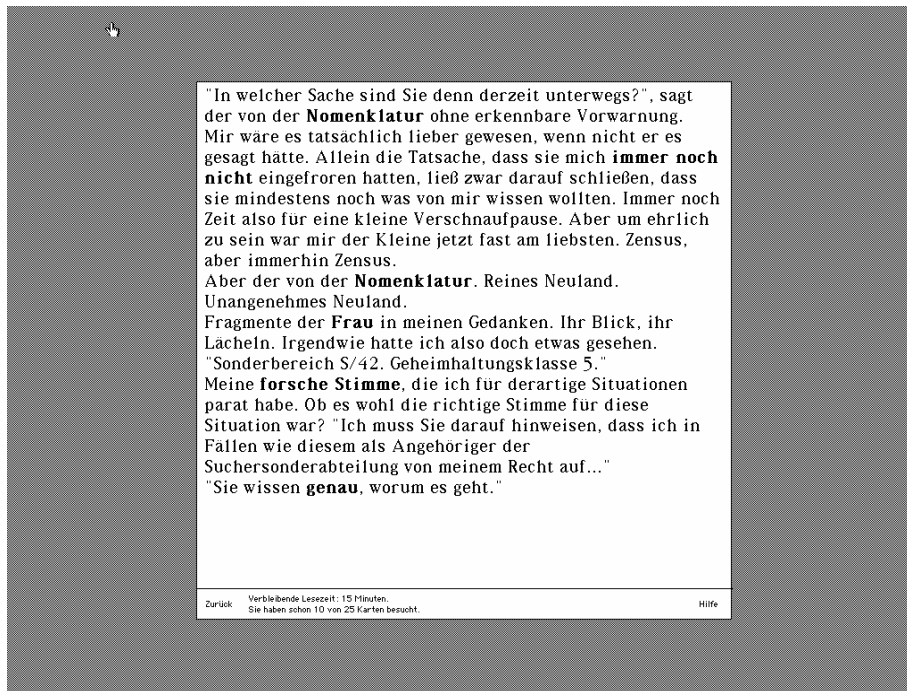 "In welcher Sache sind Sie denn derzeit unterwegs?", sagt
der von der Nomenklatur ohne erkennbare Vorwarnung.
Mir wäre es tatsächlich lieber gewesen, wenn nicht er es
gesagt hätte. Allein die Tatsache, dass sie mich immer noch
nicht eingefroren hatten, ließ zwar darauf schließen, dass
sie mindestens noch was von mir wissen wollten. Immer noch
Zeit also für eine kleine Verschnaufpause. Aber um ehrlich
zu sein war mir der Kleine jetzt fast am liebsten. Zensus,
aber immerhin Zensus.
Aber der von der Nomenklatur. Reines Neuland.
Unangenehmes Neuland.
Fragmente der Frau in meinen Gedanken. Ihr Blick, ihr
Lächeln. Irgendwie hatte ich also doch etwas gesehen.
"Sonderbereich S/42. Geheimhaltungsklasse 5."
Meine forsche Stimme, die ich für derartige Situationen
parat habe. Ob es wohl die richtige Stimme für diese
Situation war? "Ich muss Sie darauf hinweisen, dass ich in
Fällen wie diesem als Angehöriger der
Suchersonderabteilung von meinem Recht auf..."
"Sie wissen genau, worum es geht."
Zurück
Verbleibende Lesezeit: 15 Minuten.
Sie haben schon 10 von 25 Karten besucht.
Hilfe